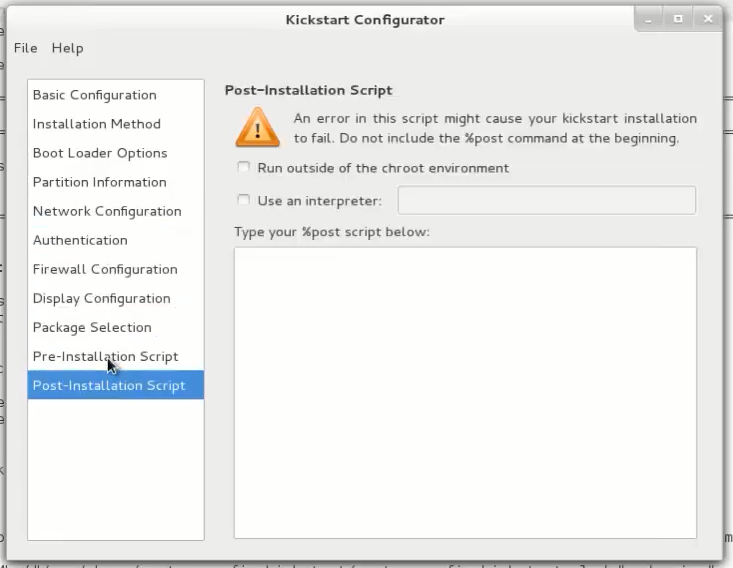 Kickstart Configurator
File Help
Basic Configuration
Installation Method
Boot Loader Options
Partition Information
Network Configuration
Authentication
Firewall Configuration
Display Configuration
Package Selection
Pre-Installation Script
Post-Installation Script
Post-Installation Script
An error in this script might cause your kickstart installation
to fail. Do not include the %post command at the beginning.
Run outside of the chroot environment
Use an interpreter:
Type your %post script below: